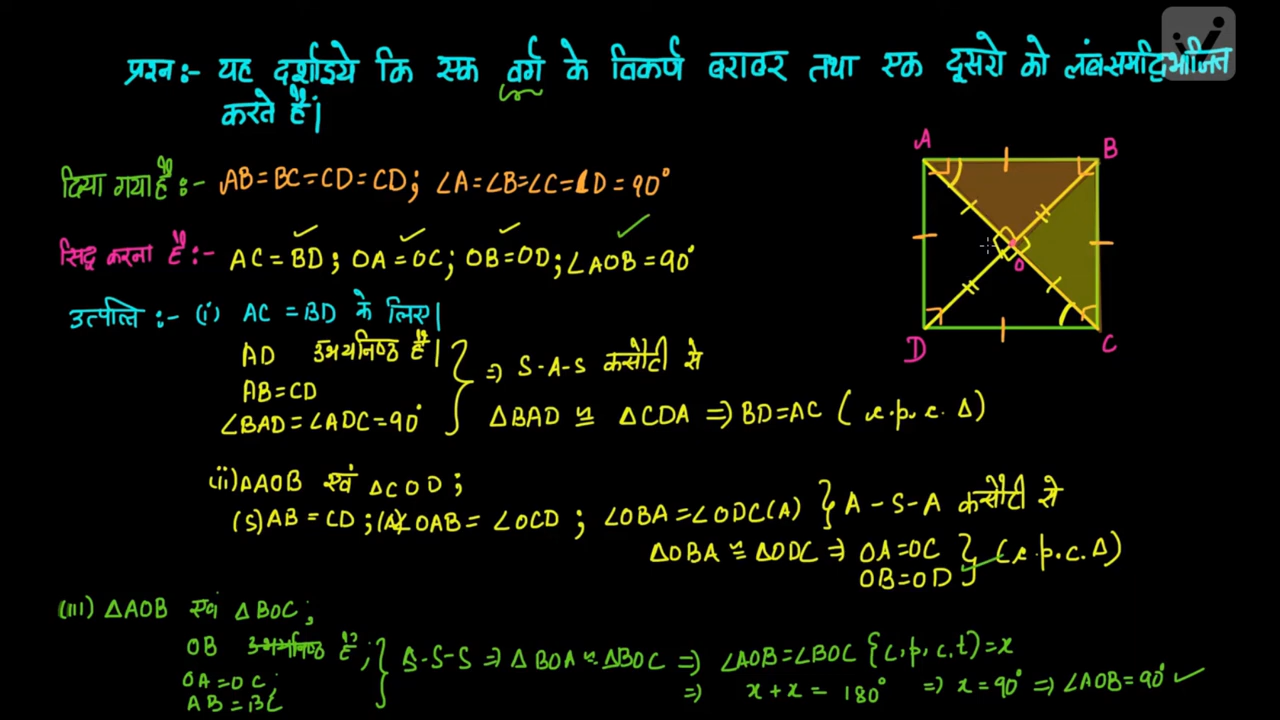 प्रश्न:- यह दर्शाइये कि एक वर्ग के विकर्ण बराबर तथा एक दूसरो को लंबसमद्विभाजित
करते हैं।
दिया गया है:- AB=BC=CD=CD; ∠A=∠B=∠C=∠D=90°
सिद्ध करना है:- AC=BD; OA=OC; OB=OD; ∠AOB=90°
उत्पत्ति:- (i) AC=BD के लिए।
AD उभयनिष्ठ है।
AB=CD
∠BAD=∠ADC=90°
⇒ S-A-S कसौटी से
ΔBAD ≅ ΔCDA ⇒ BD=AC (c.p.c.Δ)
ii) ΔAOB एवं ΔCOD;
(S) AB=CD; (A) ∠OAB=∠OCD; ∠OBA=∠ODC(A) } A-S-A कसौटी से
ΔOBA ≅ ΔODC ⇒ OA=OC
OB=OD } (c.p.c.Δ)
(iii) ΔAOB एवं ΔBOC;
OB उभयनिष्ठ है;
OA=OC;
AB=BC
S-S-S ⇒ ΔBOA ≅ ΔBOC ⇒ ∠AOB=∠BOC {c,p,c,t)=x
⇒ x+x=180° ⇒ x=90° ⇒ ∠AOB=90°
A
B
O
D
C